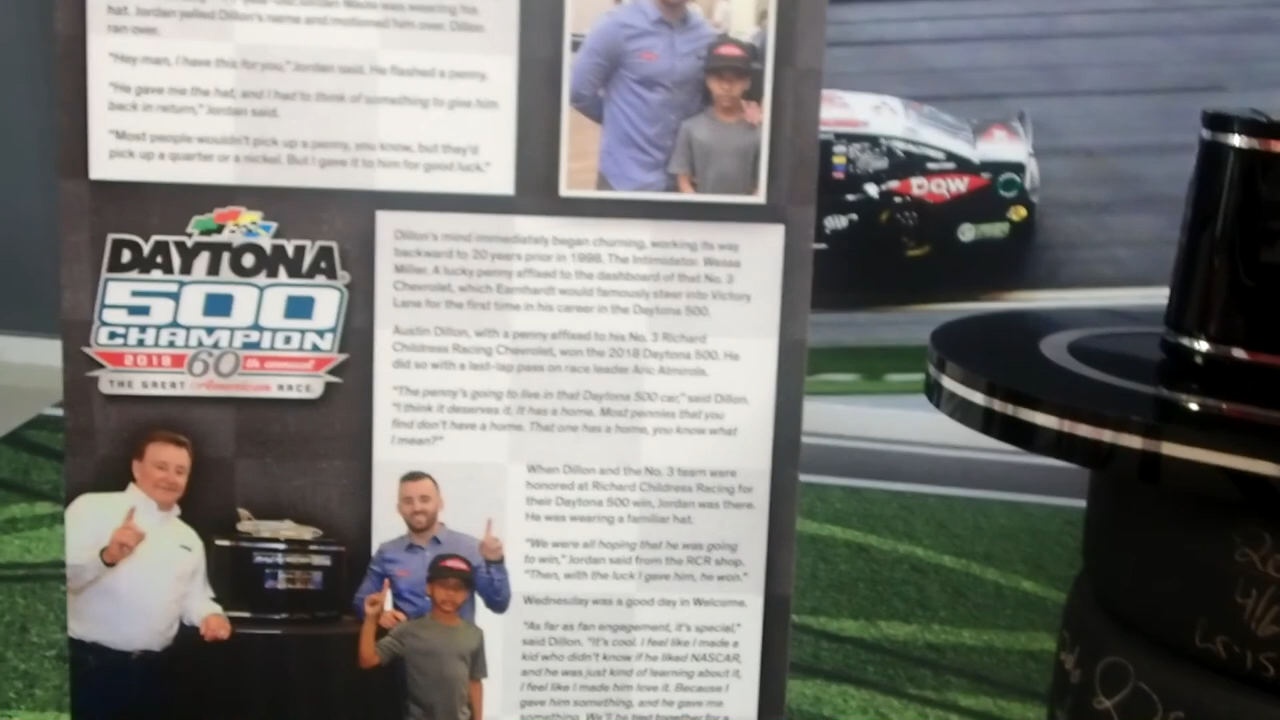 hat. Jordan yelled Dillon's name and motioned him over. Dillon
ran over.
"Hey man, I have this for you," Jordan said. He flashed a penny.
"He gave me the hat, and I had to think of something to give him
back in return," Jordan said.
"Most people wouldn't pick up a penny, you know, but they'd
pick up a quarter or a nickel. But I gave it to him for good luck."
DOW
DAYTONA
500
CHAMPION
2018 60th annual
THE GREAT American RACE
Dillon's mind immediately began churning, working its way
backward to 20 years prior in 1998. The Intimidator. Wessa
Miller. A lucky penny affixed to the dashboard of that No. 3
Chevrolet, which Earnhardt would famously steer into Victory
Lane for the first time in his career in the Daytona 500.
Austin Dillon, with a penny affixed to his No. 3 Richard
Childress Racing Chevrolet, won the 2018 Daytona 500. He
did so with a last-lap pass on race leader Aric Almirola.
"The penny's going to live in that Daytona 500 car," said Dillon.
"I think it deserves it. It has a home. Most pennies that you
find don't have a home. That one has a home, you know what
I mean?"
When Dillon and the No. 3 team were
honored at Richard Childress Racing for
their Daytona 500 win, Jordan was there.
He was wearing a familiar hat.
"We were all hoping that he was going
to win," Jordan said from the RCR shop.
"Then, with the luck I gave him, he won."
Wednesday was a good day in Welcome.
"As far as fan engagement, it's special,"
said Dillon. "It's cool. I feel like I made a
kid who didn't know if he liked NASCAR,
and he was just kind of learning about it,
I feel like I made him love it. Because I
gave him something, and he gave me
something. We'll be tied together for a